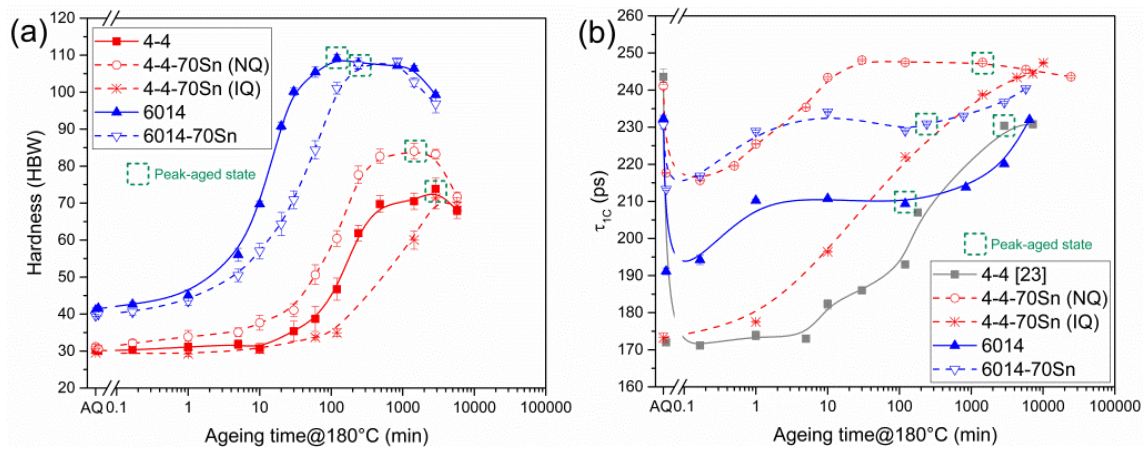 (a)
120
110
100
90
80
70
60
50
40
30
20
Hardness (HBW)
4-4
4-4-70Sn (NQ)
4-4-70Sn (IQ)
6014
6014-70Sn
Peak-aged state
AQ 0.1 1 10 100 1000 10000 100000
Ageing time@180°C (min)
(b)
260
250
240
230
220
210
200
190
180
170
160
τ1C (ps)
Peak-aged state
4-4 [23]
4-4-70Sn (NQ)
4-4-70Sn (IQ)
6014
6014-70Sn
AQ 0.1 1 10 100 1000 10000
Ageing time@180°C (min)